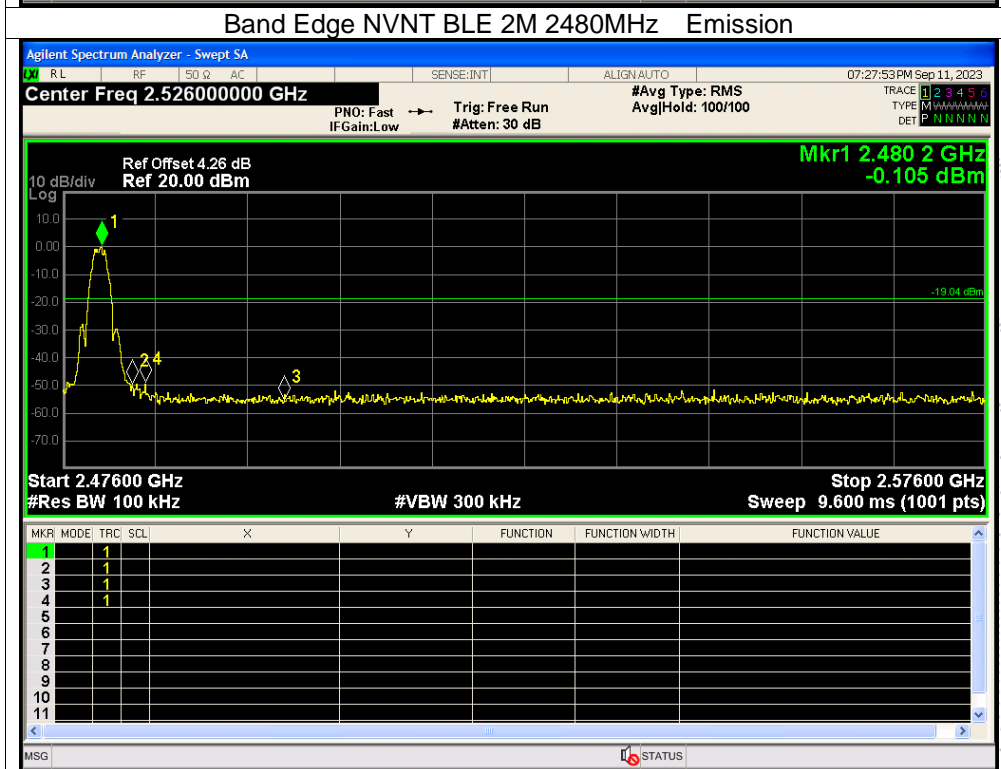 Band Edge NVNT BLE 2M 2480MHz Emission
Agilent Spectrum Analyzer - Swept SA
LXI RL RF 50 Ω AC SENSE:INT ALIGN AUTO 07:27:53 PM Sep 11, 2023
Center Freq 2.526000000 GHz #Avg Type: RMS TRACE 1 2 3 4 5 6
PNO: Fast Trig: Free Run Avg|Hold: 100/100 TYPE M WWWWW
IFGain:Low #Atten: 30 dB DET P N N N N N
Mkr1 2.480 2 GHz
-0.105 dBm
Ref Offset 4.26 dB
10 dB/div Ref 20.00 dBm
Log
10.0
1
0.00
-10.0
-19.04 dBm
-20.0
-30.0
-40.0
2 4
3
-50.0
-60.0
-70.0
Start 2.47600 GHz Stop 2.57600 GHz
#Res BW 100 kHz #VBW 300 kHz Sweep 9.600 ms (1001 pts)
MKR MODE TRC SCL X Y FUNCTION FUNCTION WIDTH FUNCTION VALUE
1 1
2 1
3 1
4 1
5
6
7
8
9
10
11
MSG STATUS